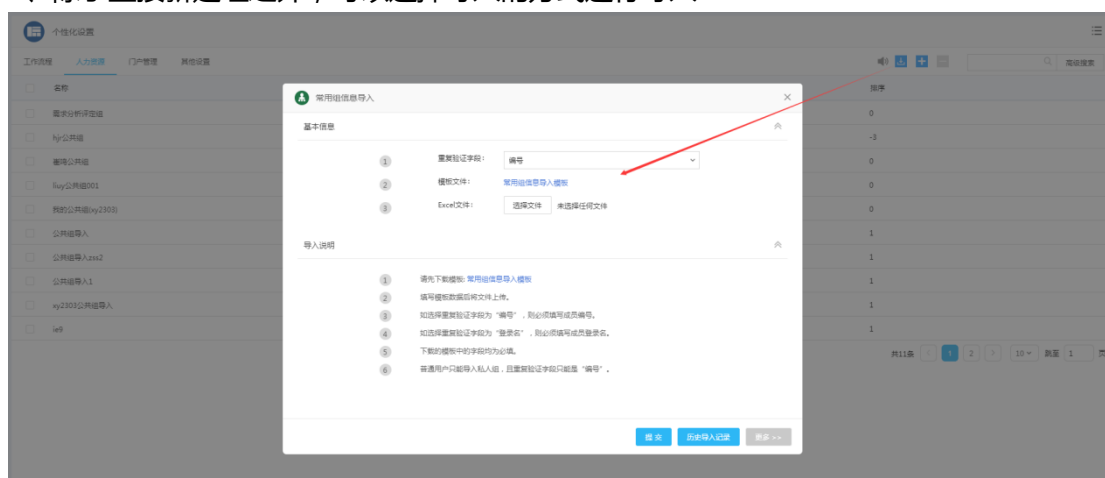 个性化设置
工作流程 人力资源 门户管理 其他设置
高级搜索
名称 排序
需求分析评定组 0
hjr公共组 -3
0
liuy公共组001 0
我的公共组(xy2303) 0
公共组导入 1
公共组导入zss2 1
公共组导入1 1
xy2303公共组导入 1
ie9 1
共11条 < 1 2 > 10 跳至 1 页
常用组信息导入 ×
基本信息
1 重复验证字段: 编号
2 模板文件: 常用组信息导入模板
3 Excel文件: 选择文件 未选择任何文件
导入说明
1 请先下载模板: 常用组信息导入模板
2 填写模板数据后将文件上传。
3 如选择重复验证字段为“编号”，则必须填写成员编号。
4 如选择重复验证字段为“登录名”，则必须填写成员登录名。
5 下载的模板中的字段均为必填。
6 普通用户只能导入私人组，且重复验证字段只能是“编号”。
提交 历史导入记录 更多 >>